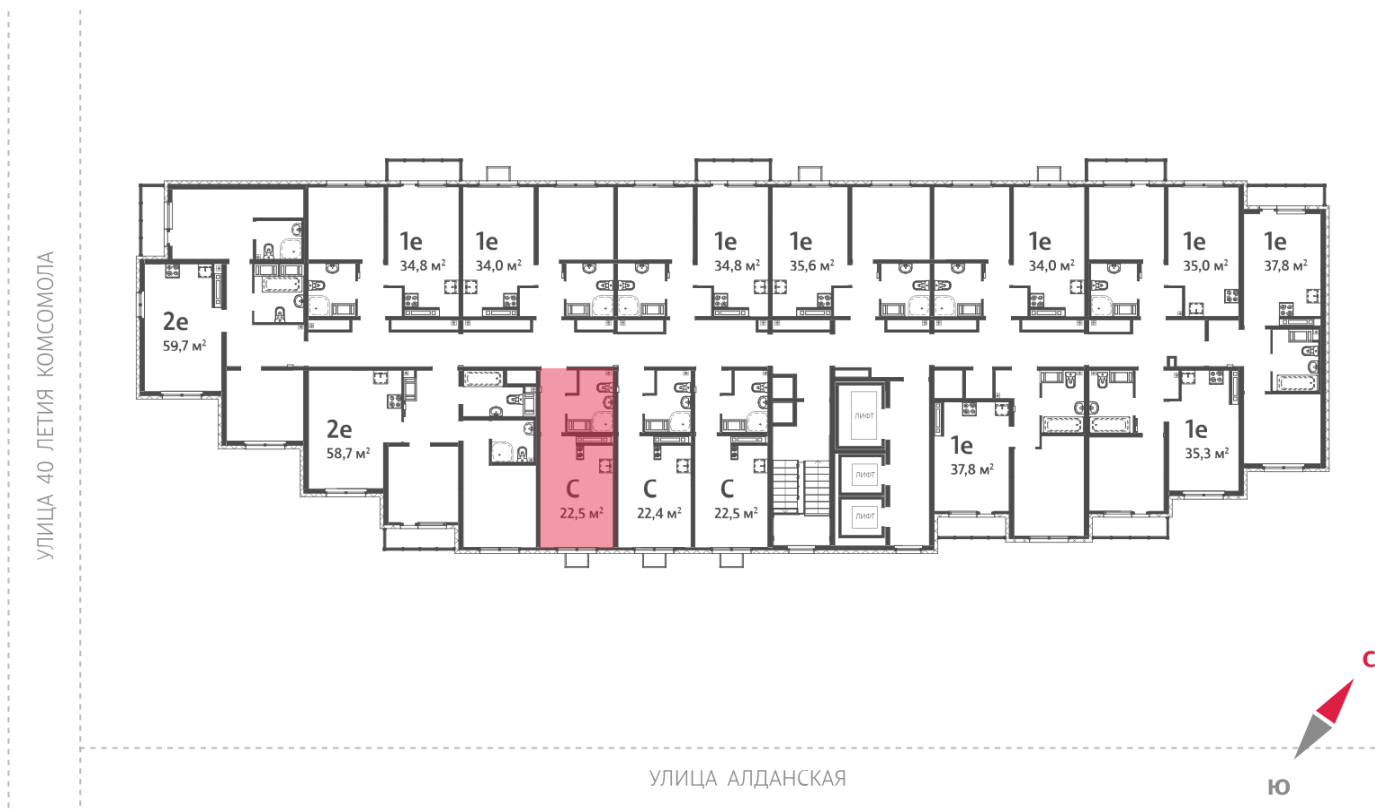 УЛИЦА 40 ЛЕТИЯ КОМСОМОЛА
1е
34,8 м²
1е
34,0 м²
1е
34,8 м²
1е
35,6 м²
1е
34,0 м²
1е
35,0 м²
1е
37,8 м²
2е
59,7 м²
2е
58,7 м²
С
22,5 м²
С
22,4 м²
С
22,5 м²
ЛИФТ
ЛИФТ
ЛИФТ
1е
37,8 м²
1е
35,3 м²
С
Ю
УЛИЦА АЛДАНСКАЯ